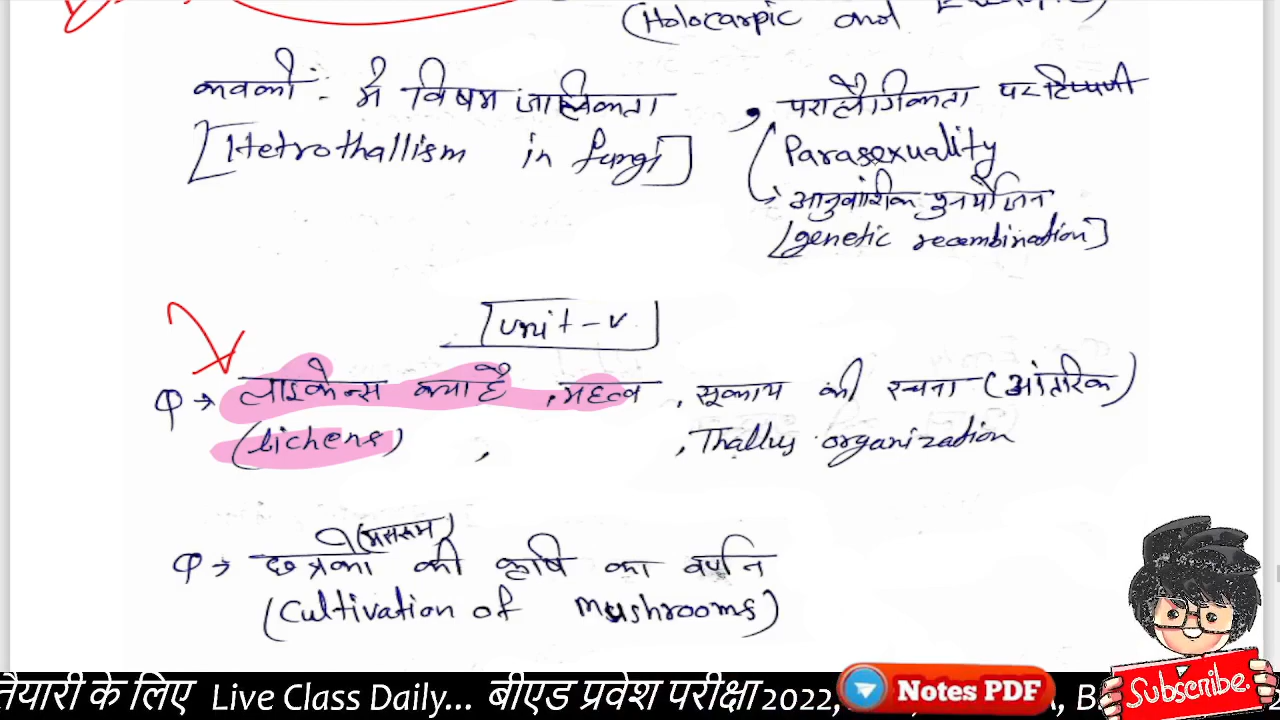 (Holocarpic and
कवको :- मे विषम जालिकता
, परालैंगिकता पर टिप्पणी
[Hetrothallism in fungi]
Parasexuality
→ आनुवांशिक पुनर्योजन
[genetic recombination]
[Unit-V]
Q → लाइकेन्स क्या है , महत्व , सूकाय की रचना (आंतरिक)
(lichens) , , Thallus organization
(मशरूम)
Q → छत्रको की कृषि का वर्णन
(Cultivation of mushrooms)
तैयारी के लिए Live Class Daily... बीएड प्रवेश परीक्षा 2022,
Notes PDF
Subscribe.